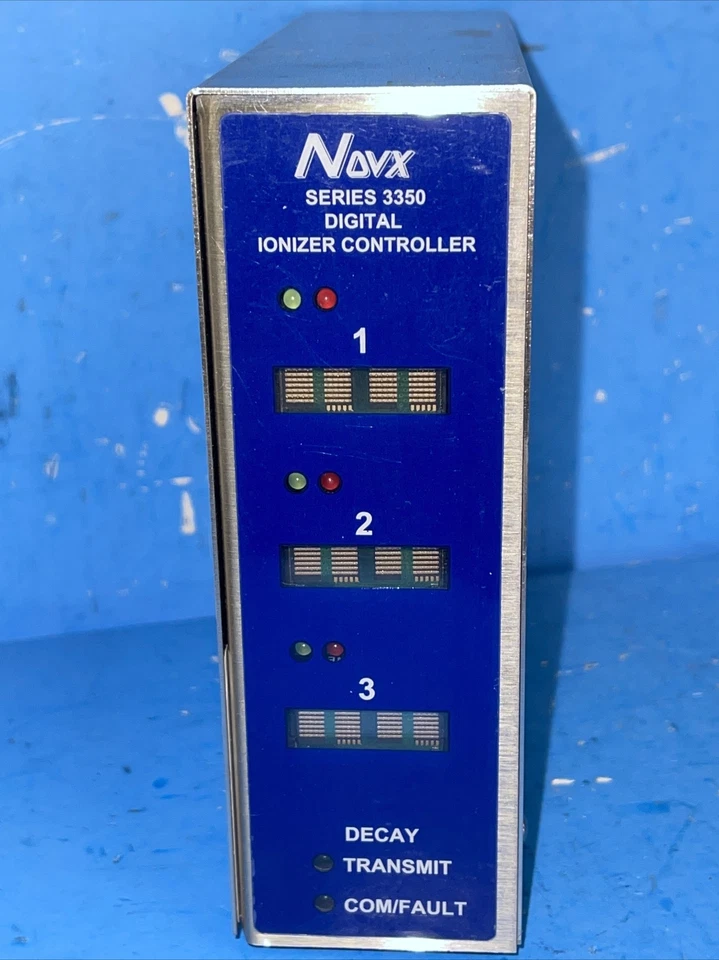 NOVX
SERIES 3350
DIGITAL
IONIZER CONTROLLER
1
2
3
DECAY
TRANSMIT
COM/FAULT